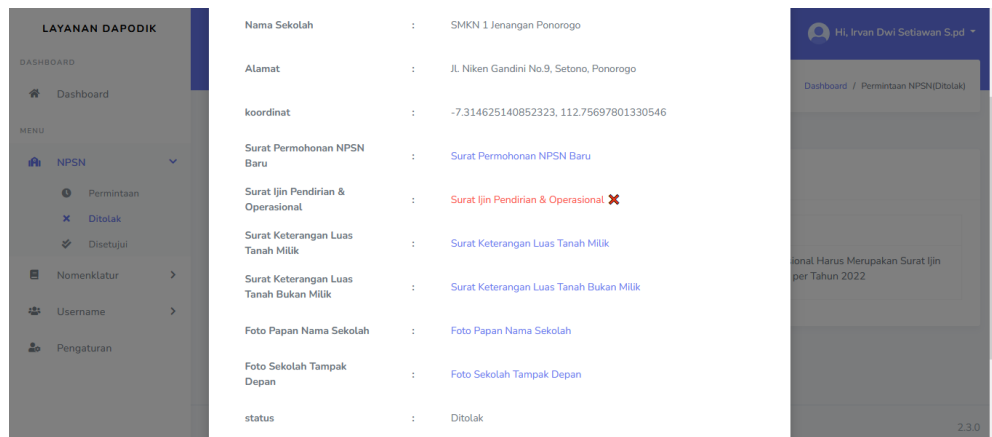 LAYANAN DAPODIK
DASHBOARD
Dashboard
MENU
NPSN
Permintaan
Ditolak
Disetujui
Nomenklatur
Username
Pengaturan
Nama Sekolah : SMKN 1 Jenangan Ponorogo
Alamat : Jl. Niken Gandini No.9, Setono, Ponorogo
koordinat : -7.314625140852323, 112.75697801330546
Surat Permohonan NPSN
Baru : Surat Permohonan NPSN Baru
Surat Ijin Pendirian &
Operasional : Surat Ijin Pendirian & Operasional
Surat Keterangan Luas
Tanah Milik : Surat Keterangan Luas Tanah Milik
Surat Keterangan Luas
Tanah Bukan Milik : Surat Keterangan Luas Tanah Bukan Milik
Foto Papan Nama Sekolah : Foto Papan Nama Sekolah
Foto Sekolah Tampak
Depan : Foto Sekolah Tampak Depan
status : Ditolak
Hi, Irvan Dwi Setiawan S.pd
Dashboard / Permintaan NPSN(Ditolak)
ional Harus Merupakan Surat Ijin
per Tahun 2022
2.3.0